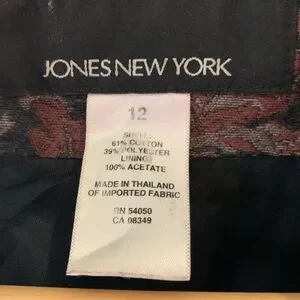 JONES NEW YORK
12
SHELL:
61% COTTON
39% POLYESTER
LINING:
100% ACETATE
MADE IN THAILAND
OF IMPORTED FABRIC
RN 54050
CA 08349